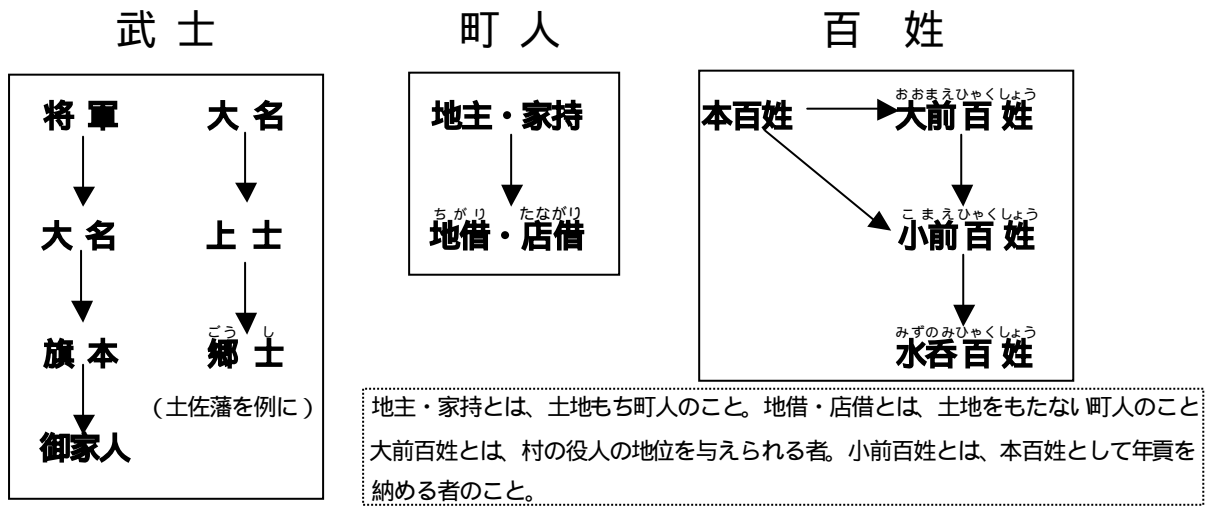 武士
将軍 大名
大名 上士
旗本 郷士
ごうし
(土佐藩を例に)
御家人
町人
地主・家持
ちがり たながり
地借・店借
百姓
おおまえひゃくしょう
本百姓 大前百姓
こまえひゃくしょう
小前百姓
みずのみひゃくしょう
水呑百姓
地主・家持とは、土地もち町人のこと。地借・店借とは、土地をもたない町人のこと
大前百姓とは、村の役人の地位を与えられる者。小前百姓とは、本百姓として年貢を
納める者のこと。